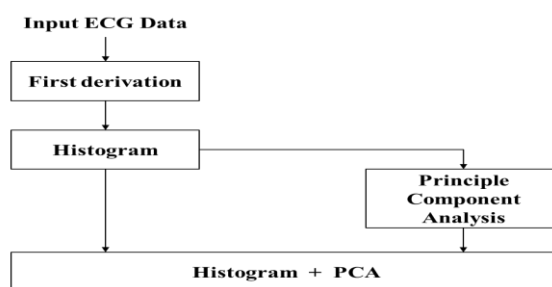 Input ECG Data
First derivation
Histogram
Principle
Component
Analysis
Histogram + PCA